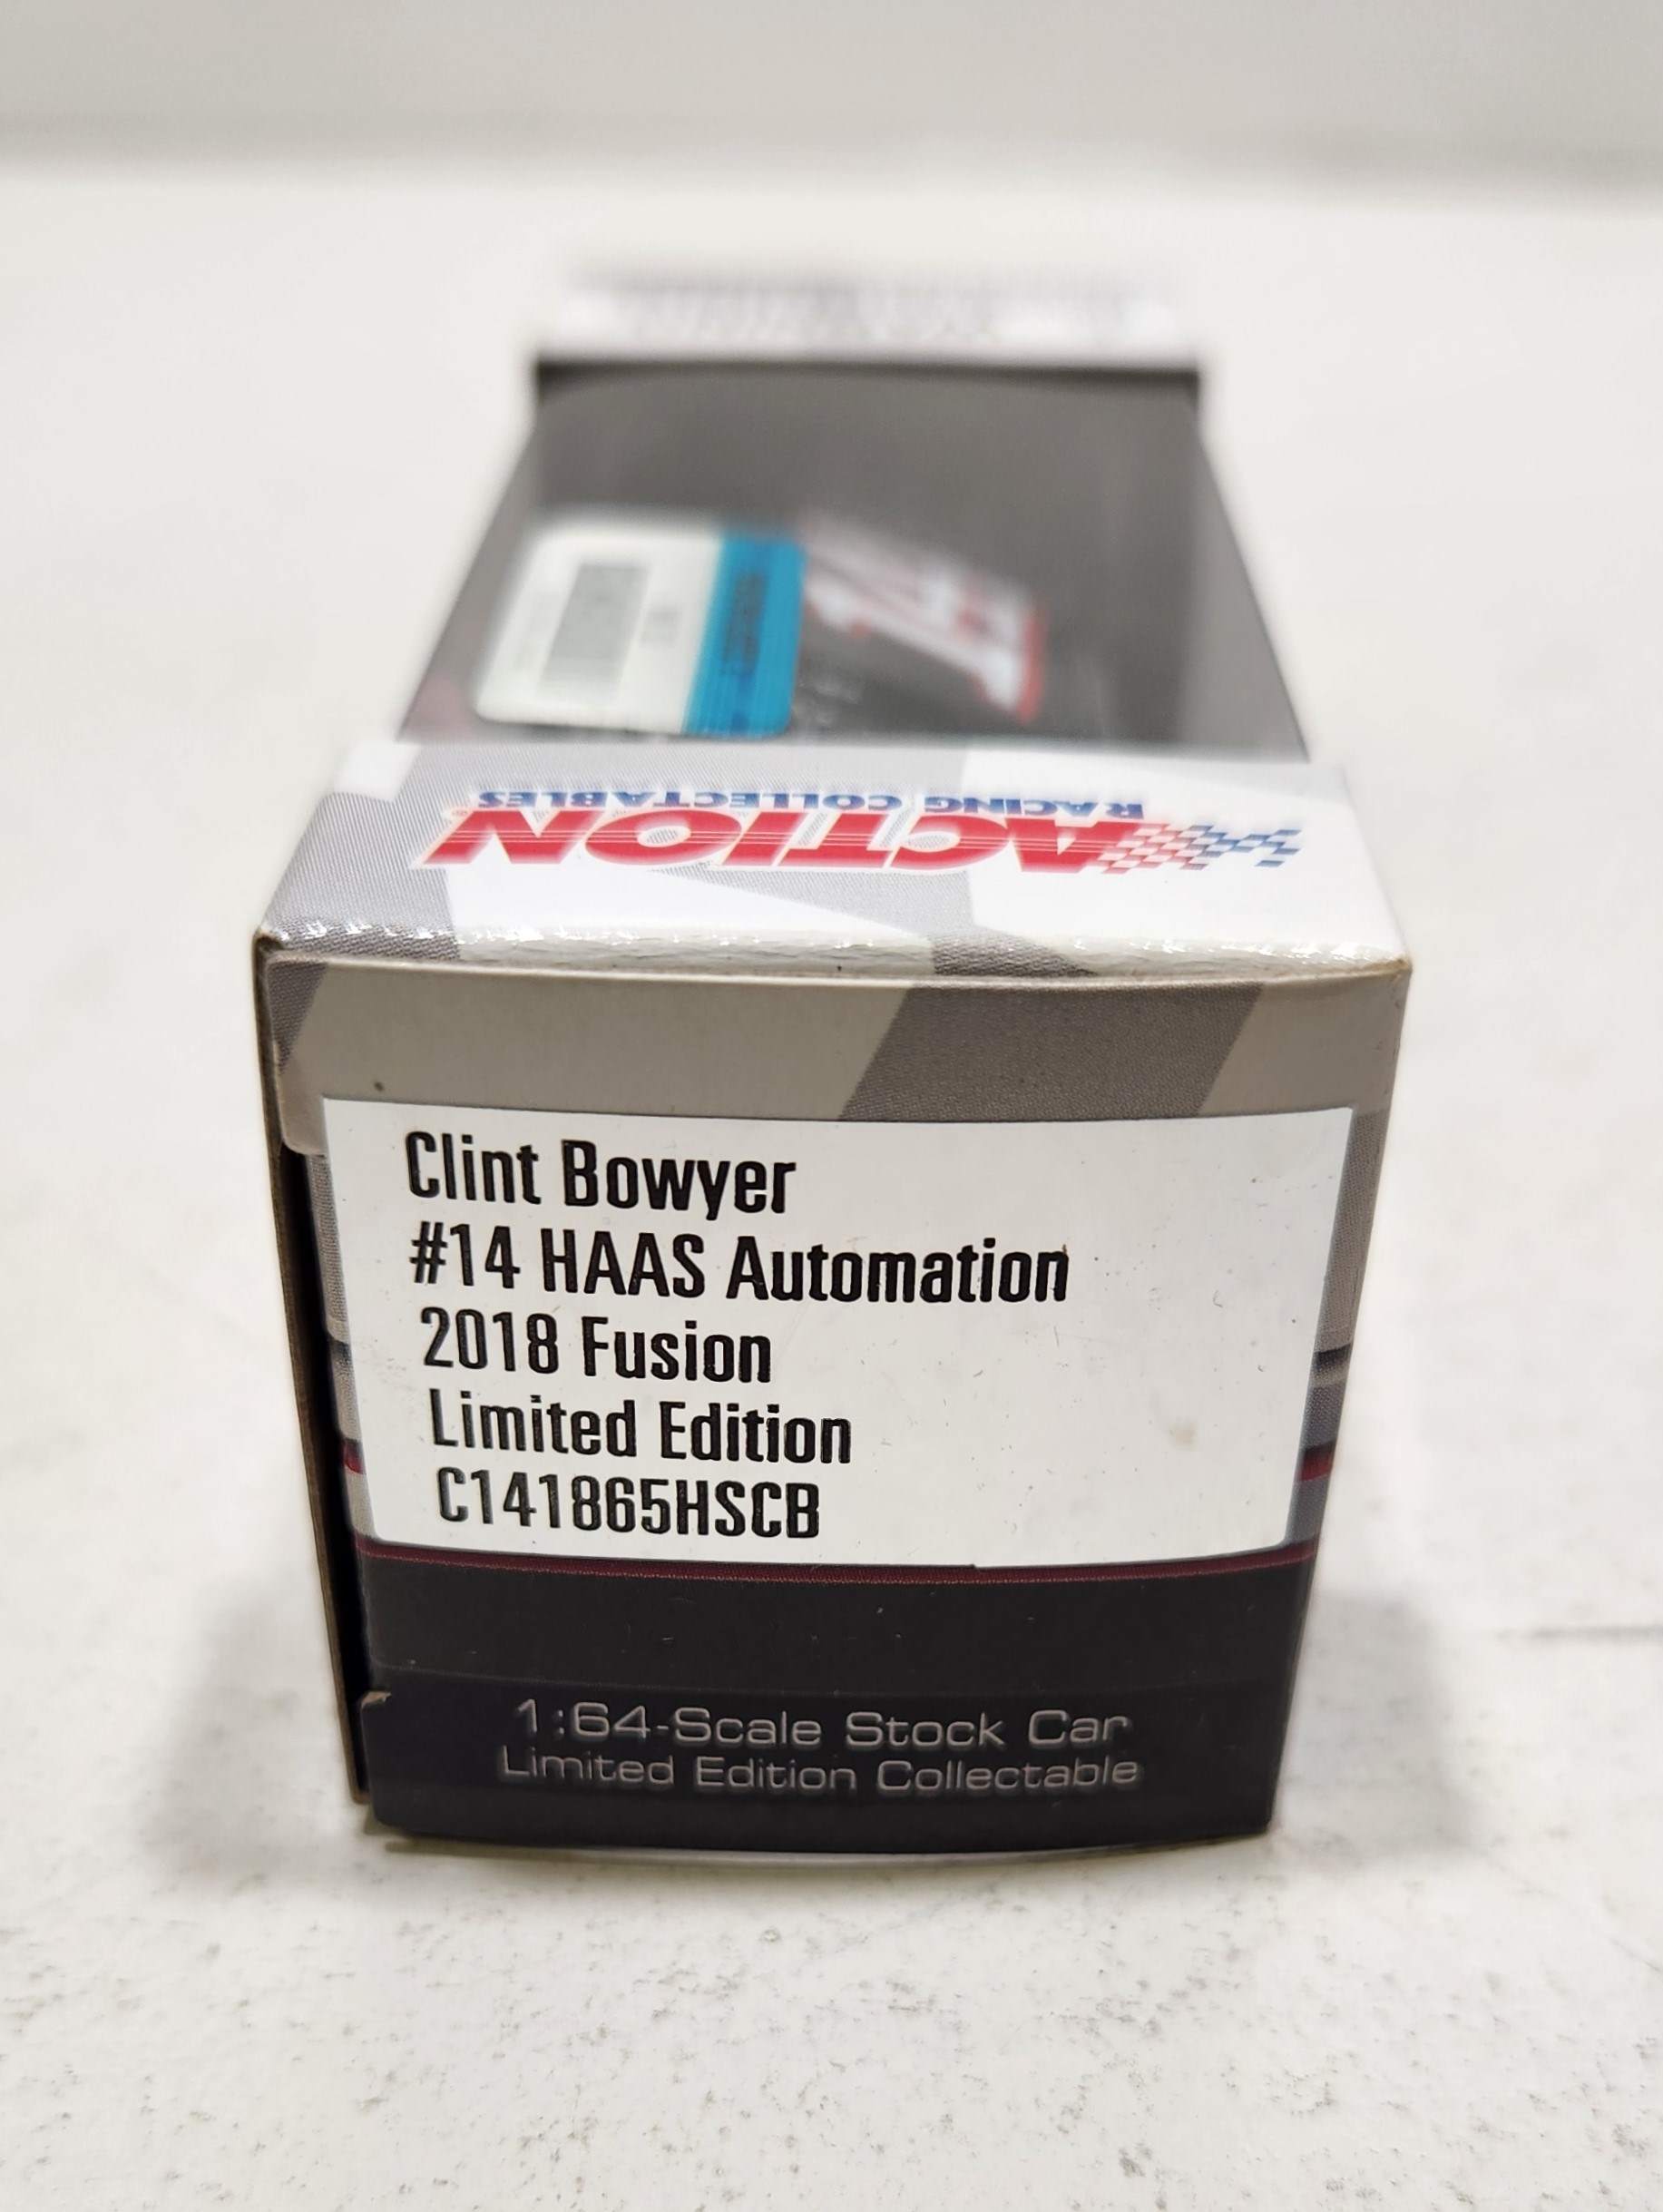 ACTION
RACING COLLECTABLES
Clint Bowyer
#14 HAAS Automation
2018 Fusion
Limited Edition
C141865HSCB
1:64-Scale Stock Car
Limited Edition Collectable